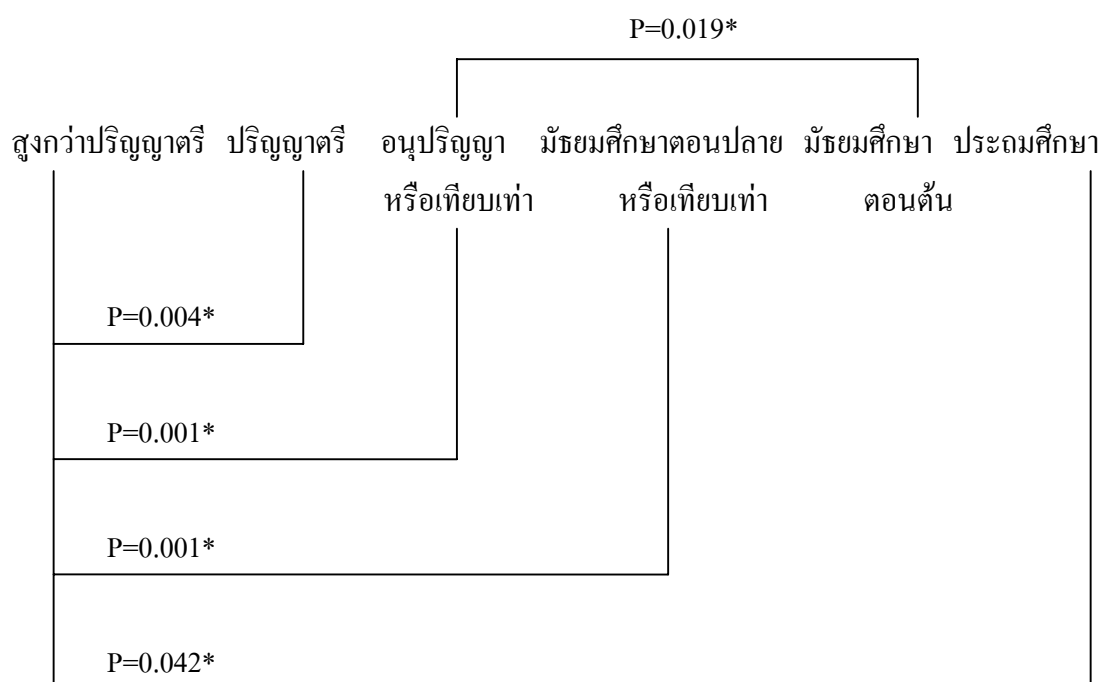 P=0.019*
สูงกว่าปริญญาตรี ปริญญาตรี อนุปริญญา มัธยมศึกษาตอนปลาย มัธยมศึกษา ประถมศึกษา
หรือเทียบเท่า หรือเทียบเท่า ตอนต้น
P=0.004*
P=0.001*
P=0.001*
P=0.042*